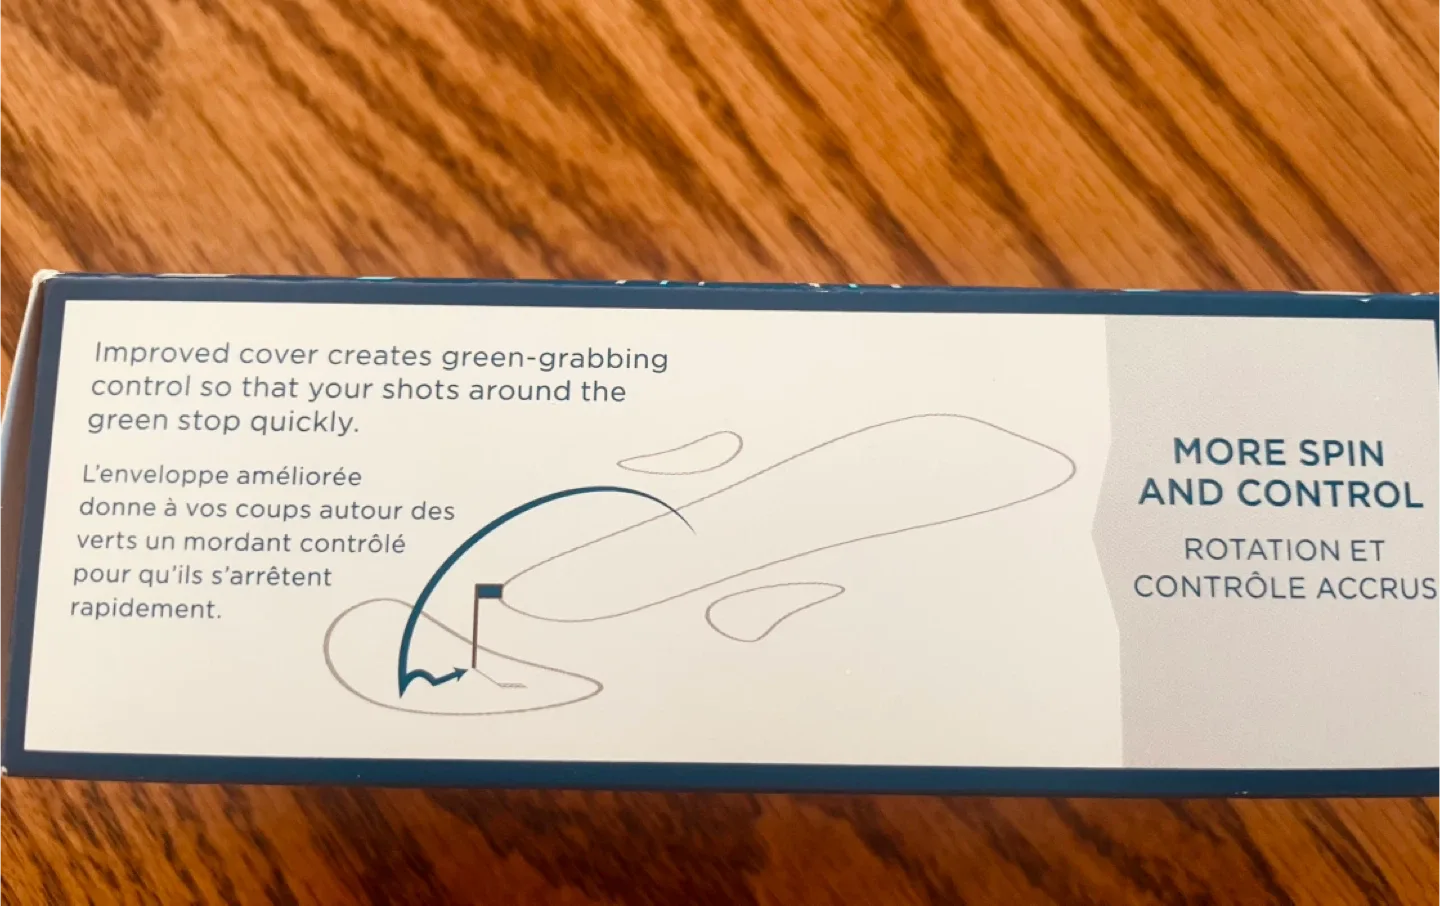 Improved cover creates green-grabbing
control so that your shots around the
green stop quickly.
L'enveloppe améliorée
donne à vos coups autour des
verts un mordant contrôlé
pour qu'ils s'arrêtent
rapidement.
MORE SPIN
AND CONTROL
ROTATION ET
CONTRÔLE ACCRUS